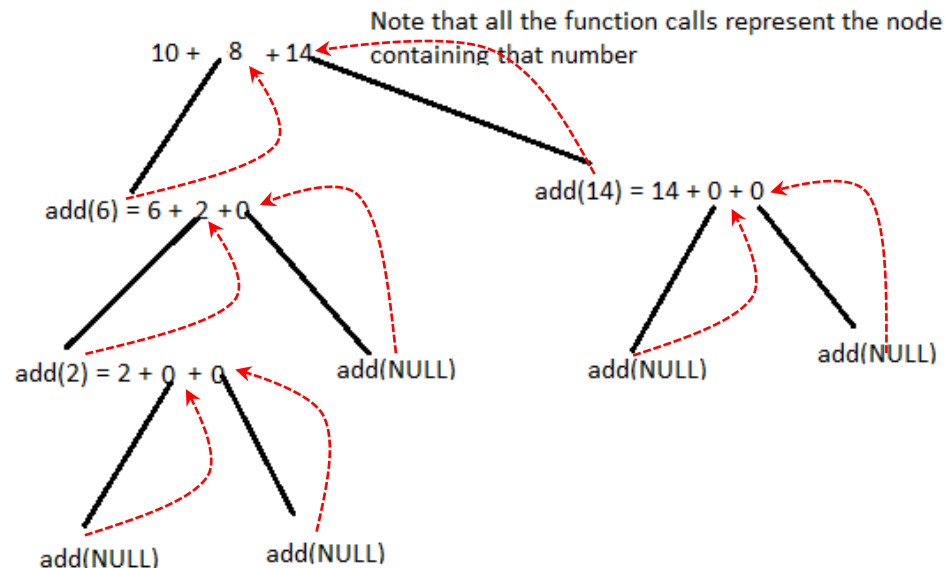 Note that all the function calls represent the node
containing that number
10 + 8 + 14
add(14) = 14 + 0 + 0
add(6) = 6 + 2 + 0
add(2) = 2 + 0 + 0
add(NULL)
add(NULL)
add(NULL)
add(NULL)
add(NULL)